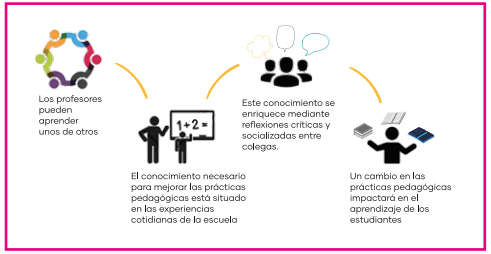 Los profesores
pueden
aprender
unos de otros
1+2=
El conocimiento necesario
para mejorar las prácticas
pedagógicas está situado
en las experiencias
cotidianas de la escuela
Este conocimiento se
enriquece mediante
reflexiones críticas y
socializadas entre
colegas.
Un cambio en las
prácticas pedagógicas
impactará en el
aprendizaje de los
estudiantes